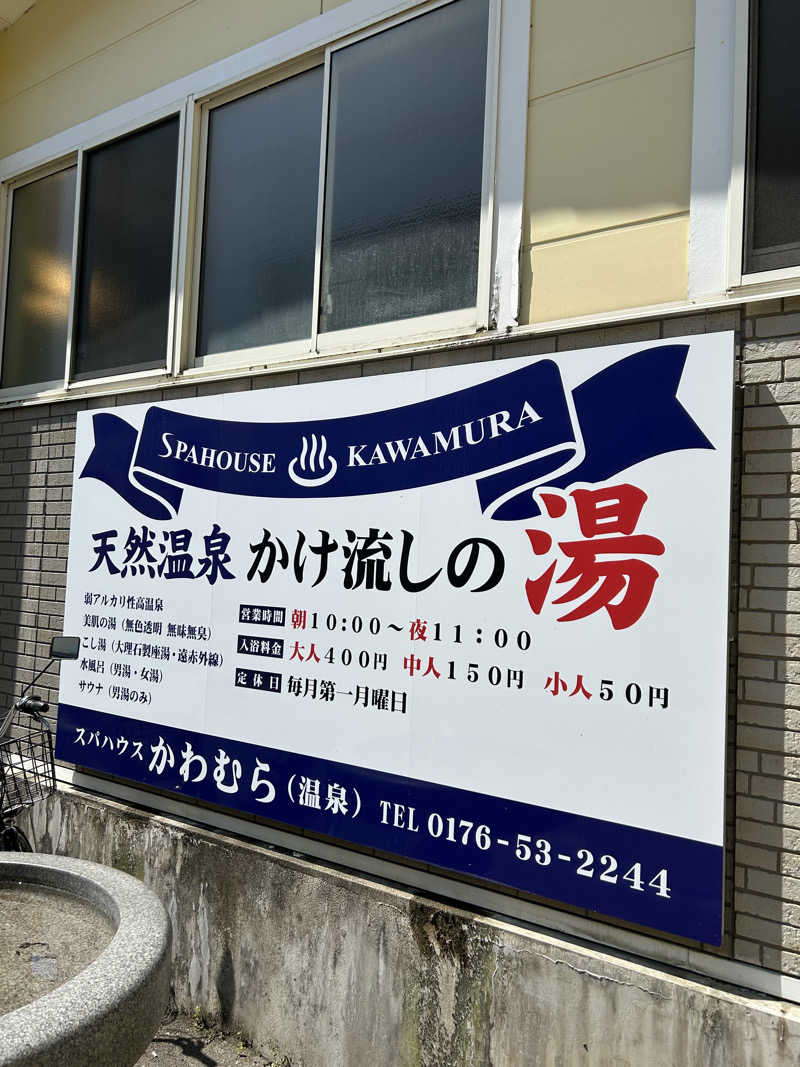 SPAHOUSE ♨ KAWAMURA
天然温泉 かけ流しの湯
弱アルカリ性高温泉
美肌の湯（無色透明 無味無臭）
こし湯（大理石製座湯・遠赤外線）
水風呂（男湯・女湯）
サウナ（男湯のみ）
営業時間 朝10:00～夜11:00
入浴料金 大人400円 中人150円 小人50円
定休日 毎月第一月曜日
スパハウス かわむら（温泉） TEL 0176-53-2244